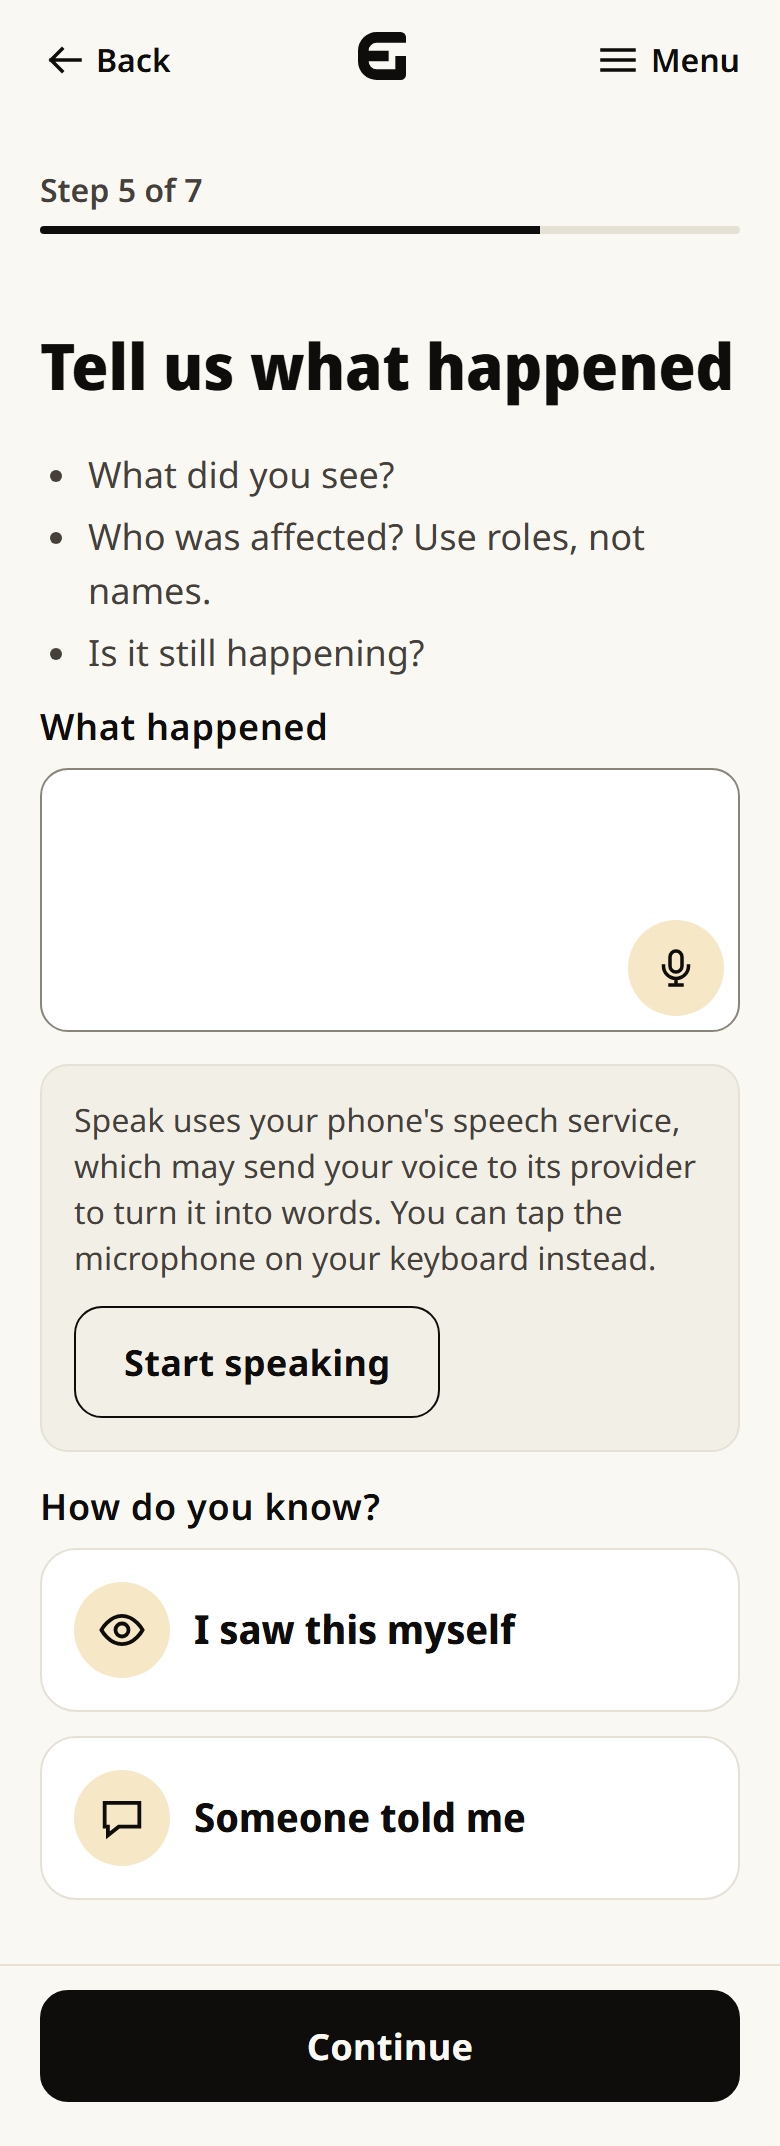 Back
Menu
Step 5 of 7
Tell us what happened
What did you see?
Who was affected? Use roles, not
names.
Is it still happening?
What happened
Speak uses your phone's speech service,
which may send your voice to its provider
to turn it into words. You can tap the
microphone on your keyboard instead.
Start speaking
How do you know?
I saw this myself
Someone told me
Continue